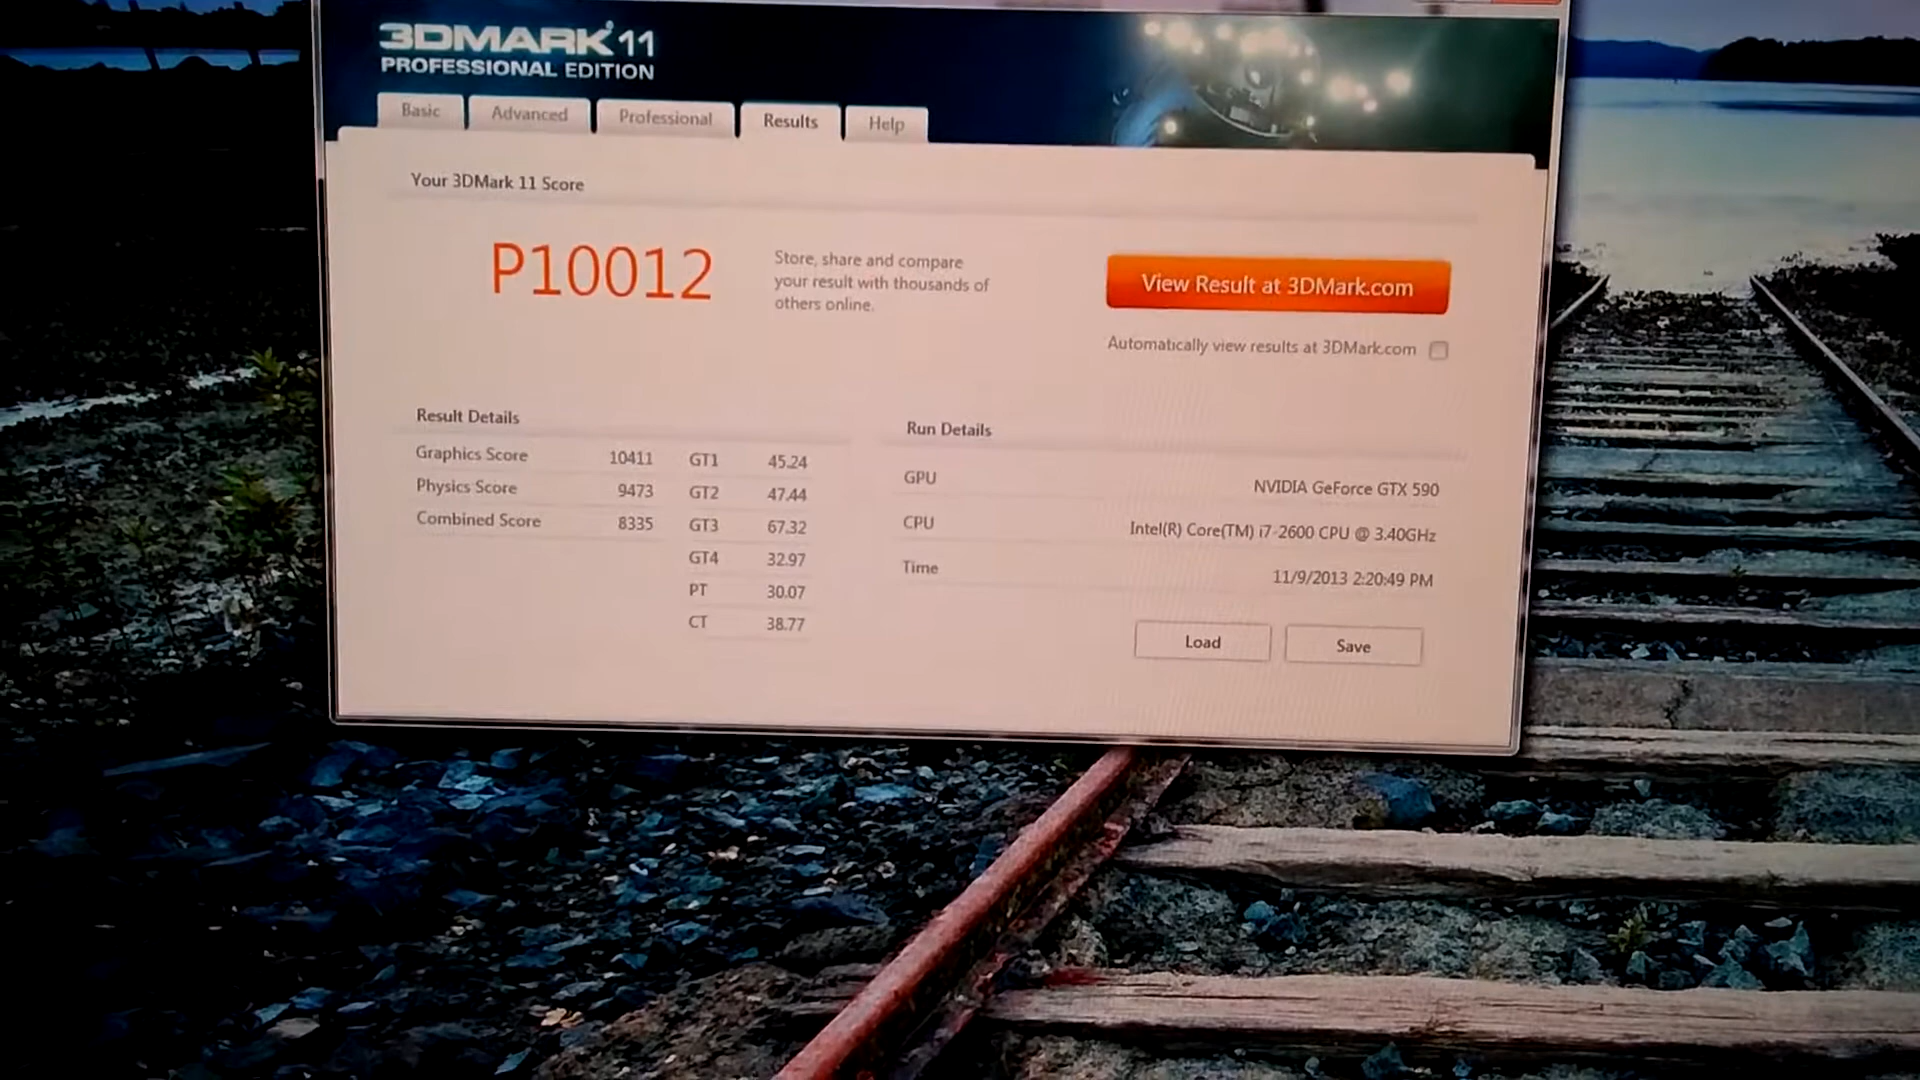 3DMARK®11
PROFESSIONAL EDITION
Basic
Advanced
Professional
Results
Help
Your 3DMark 11 Score
P10012
Store, share and compare
your result with thousands of
others online.
View Result at 3DMark.com
Automatically view results at 3DMark.com
Result Details
Graphics Score 10411
Physics Score 9473
Combined Score 8335
GT1 45.24
GT2 47.44
GT3 67.32
GT4 32.97
PT 30.07
CT 38.77
Run Details
GPU NVIDIA GeForce GTX 590
CPU Intel(R) Core(TM) i7-2600 CPU @ 3.40GHz
Time 11/9/2013 2:20:49 PM
Load
Save